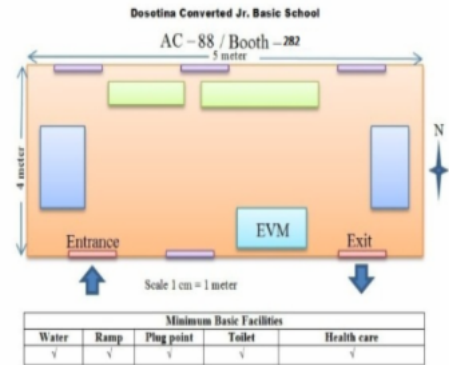 Dosotina Converted Jr. Basic School
AC – 88 / Booth – 282
5 meter
4 meter
N
EVM
Entrance
Exit
Scale 1 cm = 1 meter
Minimum Basic Facilities
Water Ramp Plug point Toilet Health care
√ √ √ √ √